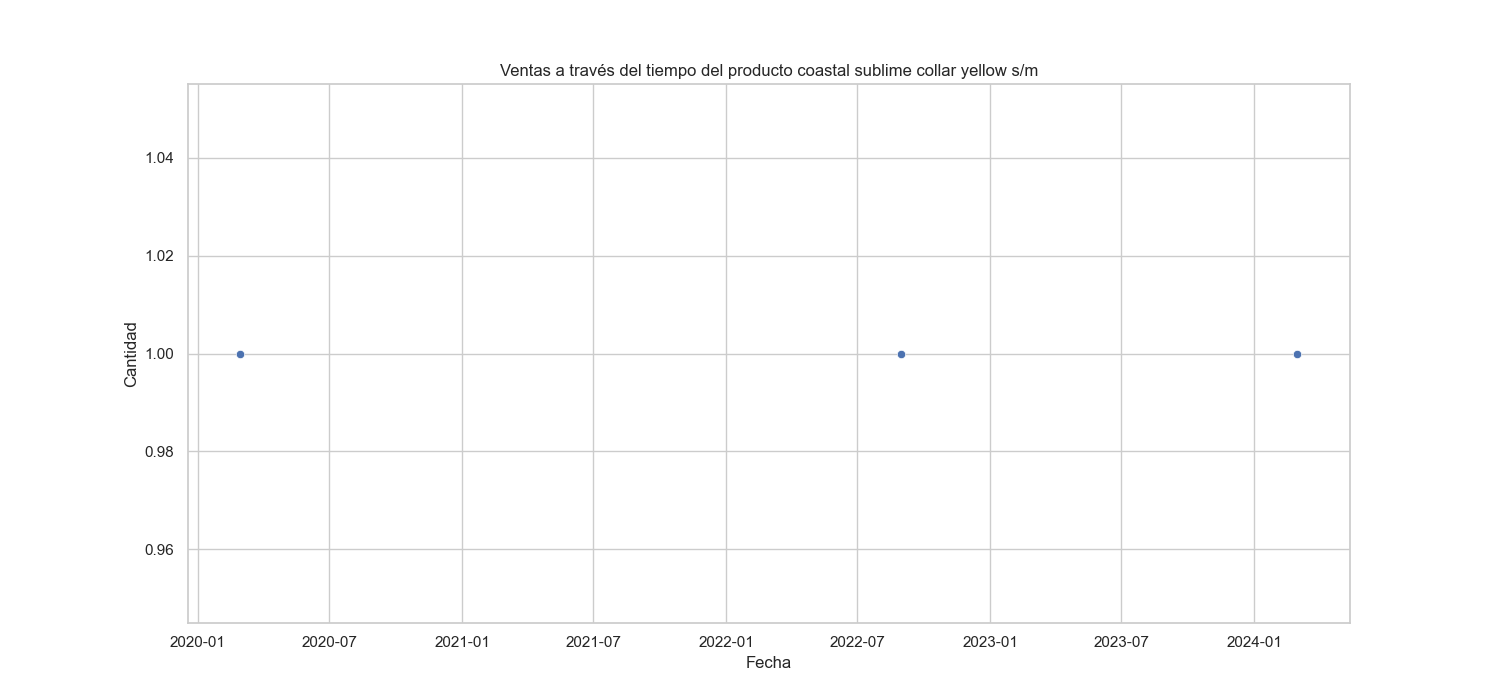 Ventas a través del tiempo del producto coastal sublime collar yellow s/m
1.04
1.02
1.00
0.98
0.96
Cantidad
2020-01 2020-07 2021-01 2021-07 2022-01 2022-07 2023-01 2023-07 2024-01
Fecha